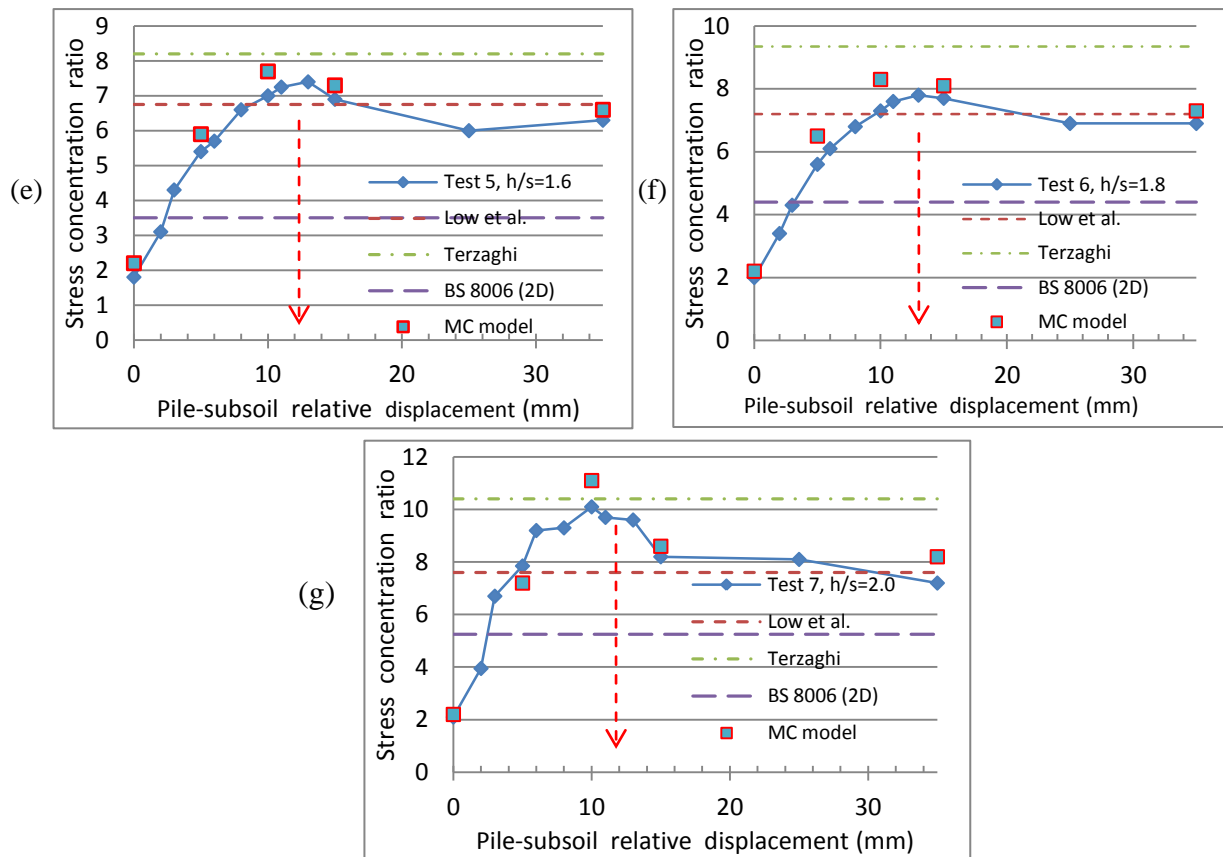 (e)
Stress concentration ratio
9
8
7
6
5
4
3
2
1
0
0 10 20 30
Pile-subsoil relative displacement (mm)
Test 5, h/s=1.6
Low et al.
Terzaghi
BS 8006 (2D)
MC model
(f)
Stress concentration ratio
10
8
6
4
2
0
0 10 20 30
Pile-subsoil relative displacement (mm)
Test 6, h/s=1.8
Low et al.
Terzaghi
BS 8006 (2D)
MC model
(g)
Stress concentration ratio
12
10
8
6
4
2
0
0 10 20 30
Pile-subsoil relative displacement (mm)
Test 7, h/s=2.0
Low et al.
Terzaghi
BS 8006 (2D)
MC model